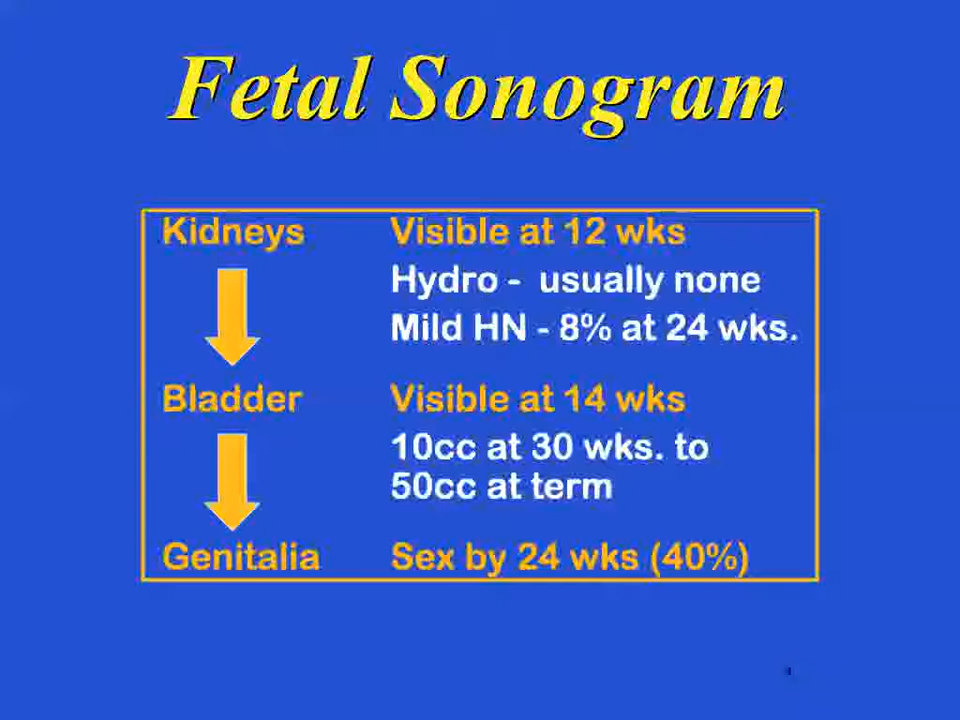 Fetal Sonogram
Kidneys Visible at 12 wks
Hydro - usually none
Mild HN - 8% at 24 wks.
Bladder Visible at 14 wks
10cc at 30 wks. to
50cc at term
Genitalia Sex by 24 wks (40%)